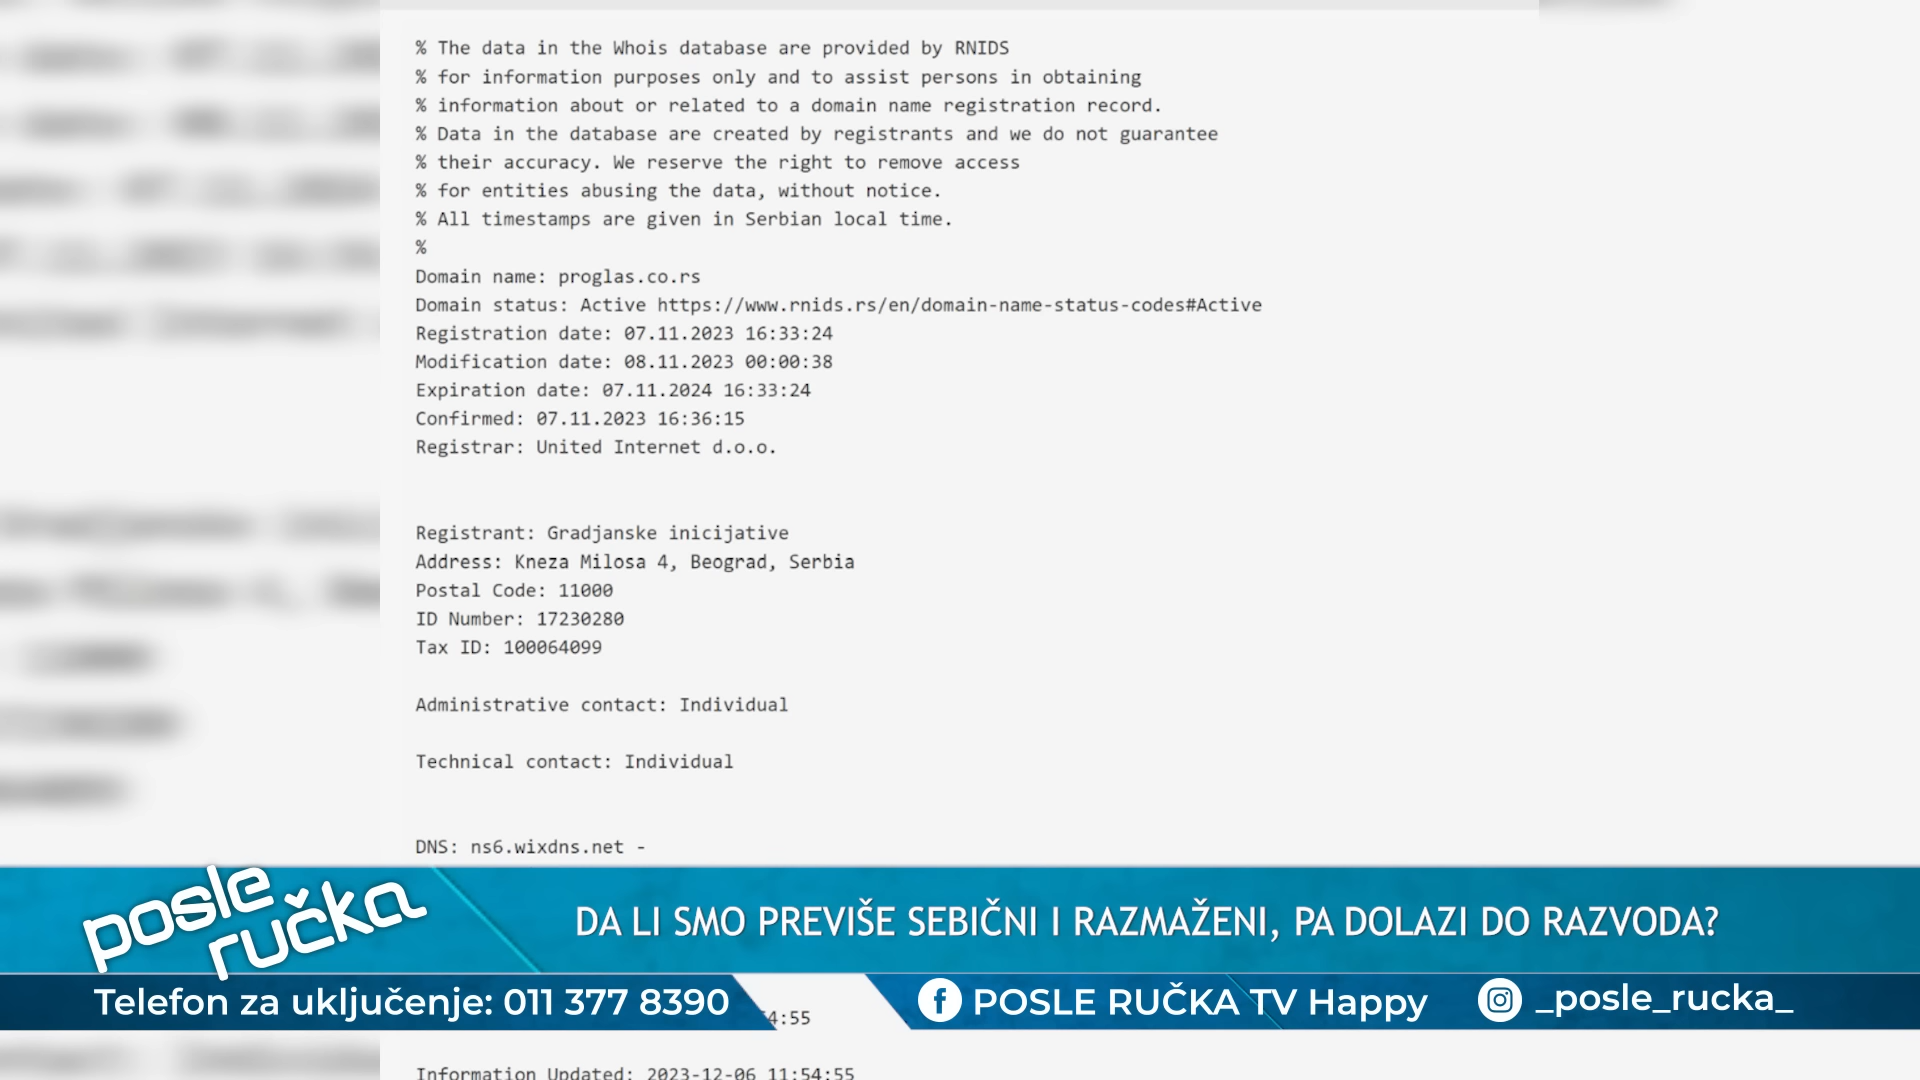 % The data in the Whois database are provided by RNIDS
% for information purposes only and to assist persons in obtaining
% information about or related to a domain name registration record.
% Data in the database are created by registrants and we do not guarantee
% their accuracy. We reserve the right to remove access
% for entities abusing the data, without notice.
% All timestamps are given in Serbian local time.
%
Domain name: proglas.co.rs
Domain status: Active https://www.rnids.rs/en/domain-name-status-codes#Active
Registration date: 07.11.2023 16:33:24
Modification date: 08.11.2023 00:00:38
Expiration date: 07.11.2024 16:33:24
Confirmed: 07.11.2023 16:36:15
Registrar: United Internet d.o.o.
Registrant: Gradjanske inicijative
Address: Kneza Milosa 4, Beograd, Serbia
Postal Code: 11000
ID Number: 17230280
Tax ID: 100064099
Administrative contact: Individual
Technical contact: Individual
DNS: ns6.wixdns.net -
posle
ručka
DA LI SMO PREVIŠE SEBIČNI I RAZMAŽENI, PA DOLAZI DO RAZVODA?
Telefon za uključenje: 011 377 8390
4:55
POSLE RUČKA TV Happy
_posle_rucka_
Information Updated: 2023-12-06 11:54:55